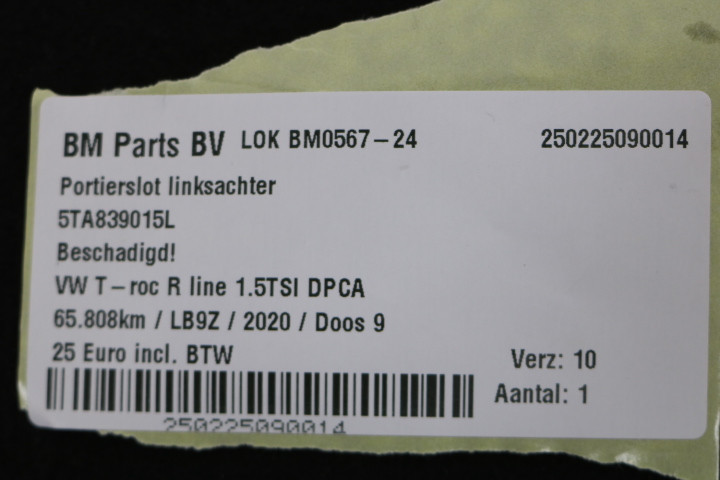 BM Parts BV LOK BM0567-24 250225090014
Portierslot linksachter
5TA839015L
Beschadigd!
VW T-roc R line 1.5TSI DPCA
65.808km / LB9Z / 2020 / Doos 9
25 Euro incl. BTW
Verz: 10
Aantal: 1
250225090014